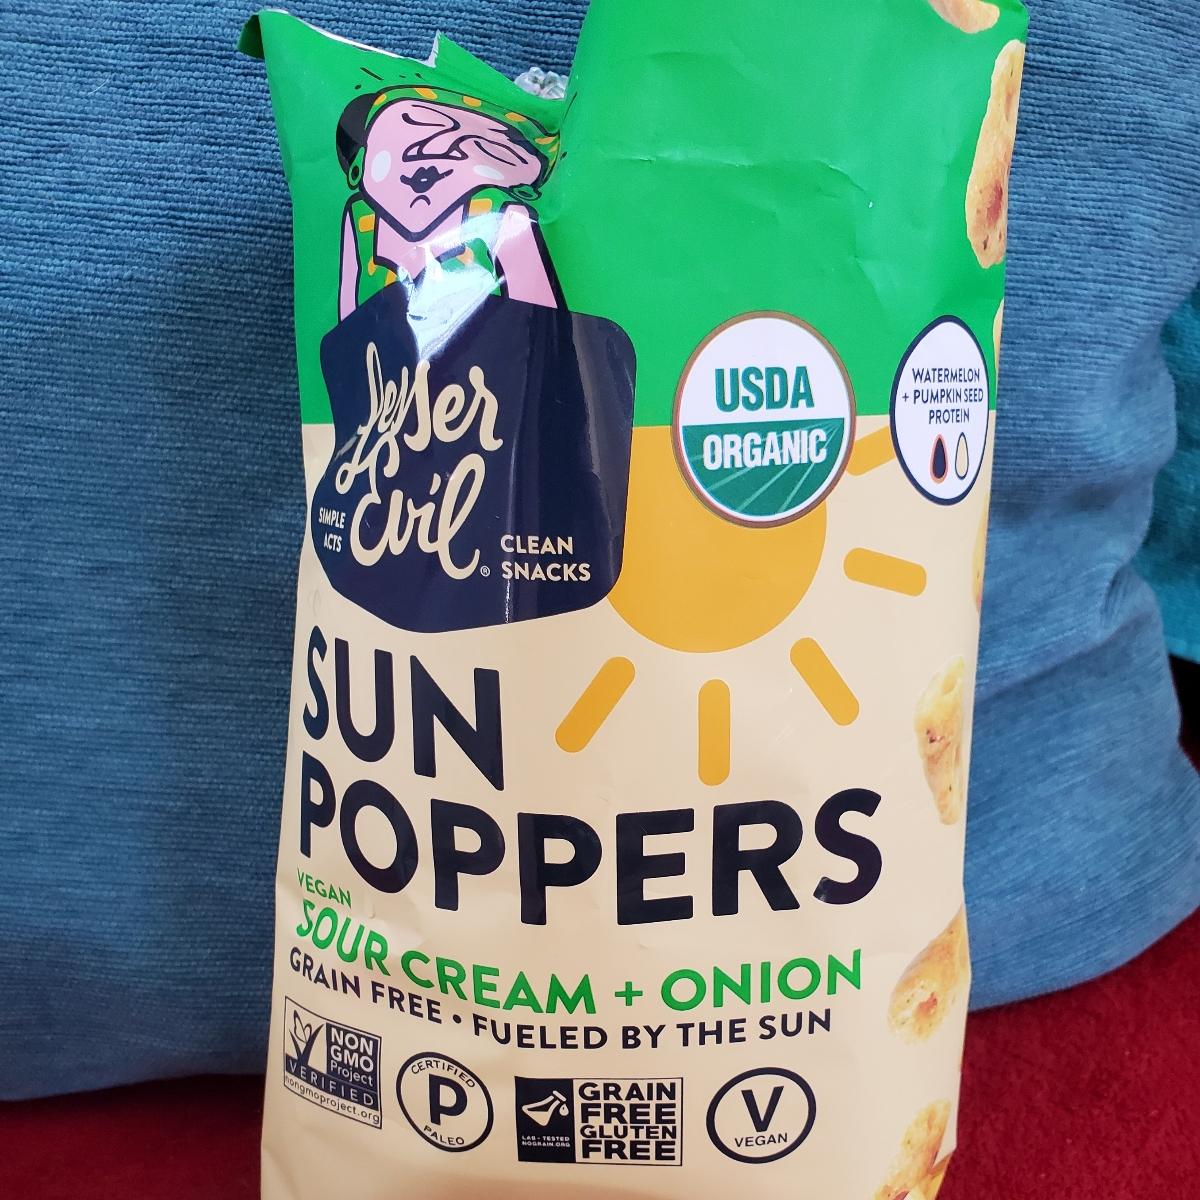 Lesser
Evil®
SIMPLE
ACTS
CLEAN
SNACKS
USDA
ORGANIC
WATERMELON
+ PUMPKIN SEED
PROTEIN
SUN
POPPERS
VEGAN
SOUR CREAM + ONION
GRAIN FREE • FUELED BY THE SUN
NON
GMO
Project
VERIFIED
nongmoproject.org
CERTIFIED
P
PALEO
LAB - TESTED
NOGRAIN.ORG
GRAIN
FREE
GLUTEN
FREE
V
VEGAN